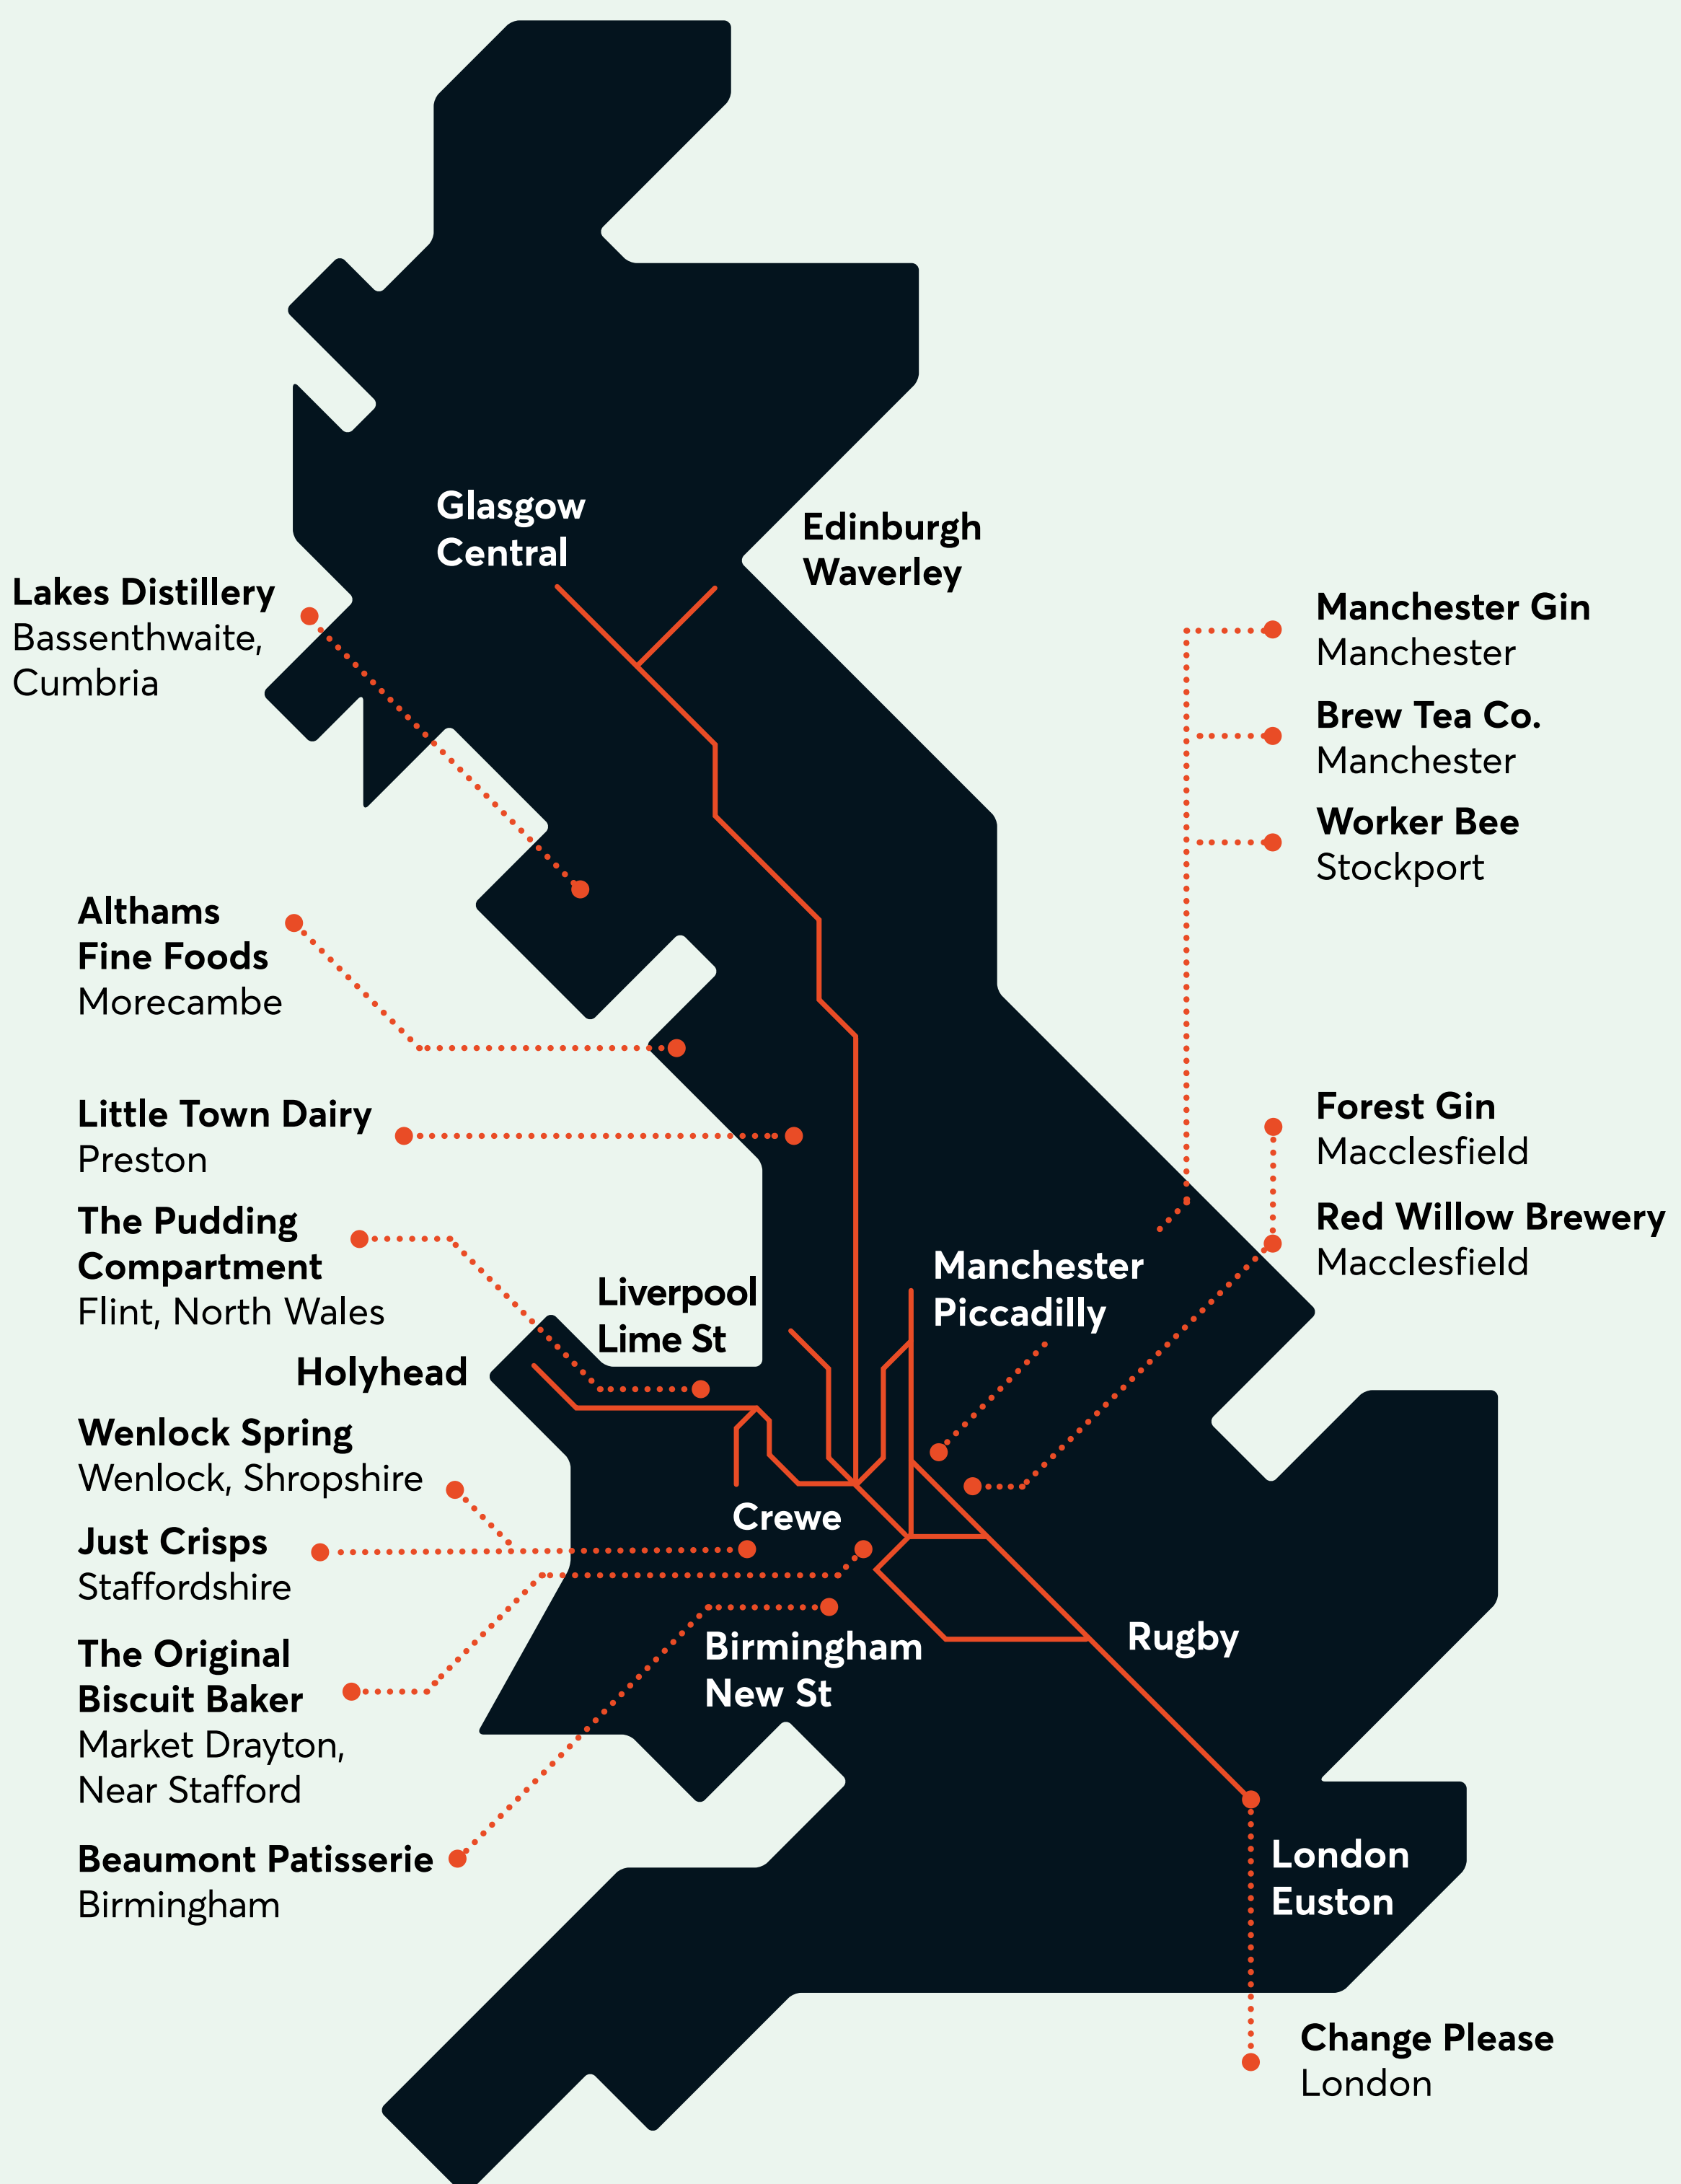 Glasgow
Central
Edinburgh
Waverley
Lakes Distillery
Bassenthwaite,
Cumbria
Manchester Gin
Manchester
Brew Tea Co.
Manchester
Worker Bee
Stockport
Althams
Fine Foods
Morecambe
Little Town Dairy
Preston
Forest Gin
Macclesfield
Red Willow Brewery
Macclesfield
The Pudding
Compartment
Flint, North Wales
Liverpool
Lime St
Manchester
Piccadilly
Holyhead
Wenlock Spring
Wenlock, Shropshire
Crewe
Just Crisps
Staffordshire
The Original
Biscuit Baker
Market Drayton,
Near Stafford
Birmingham
New St
Rugby
Beaumont Patisserie
Birmingham
London
Euston
Change Please
London